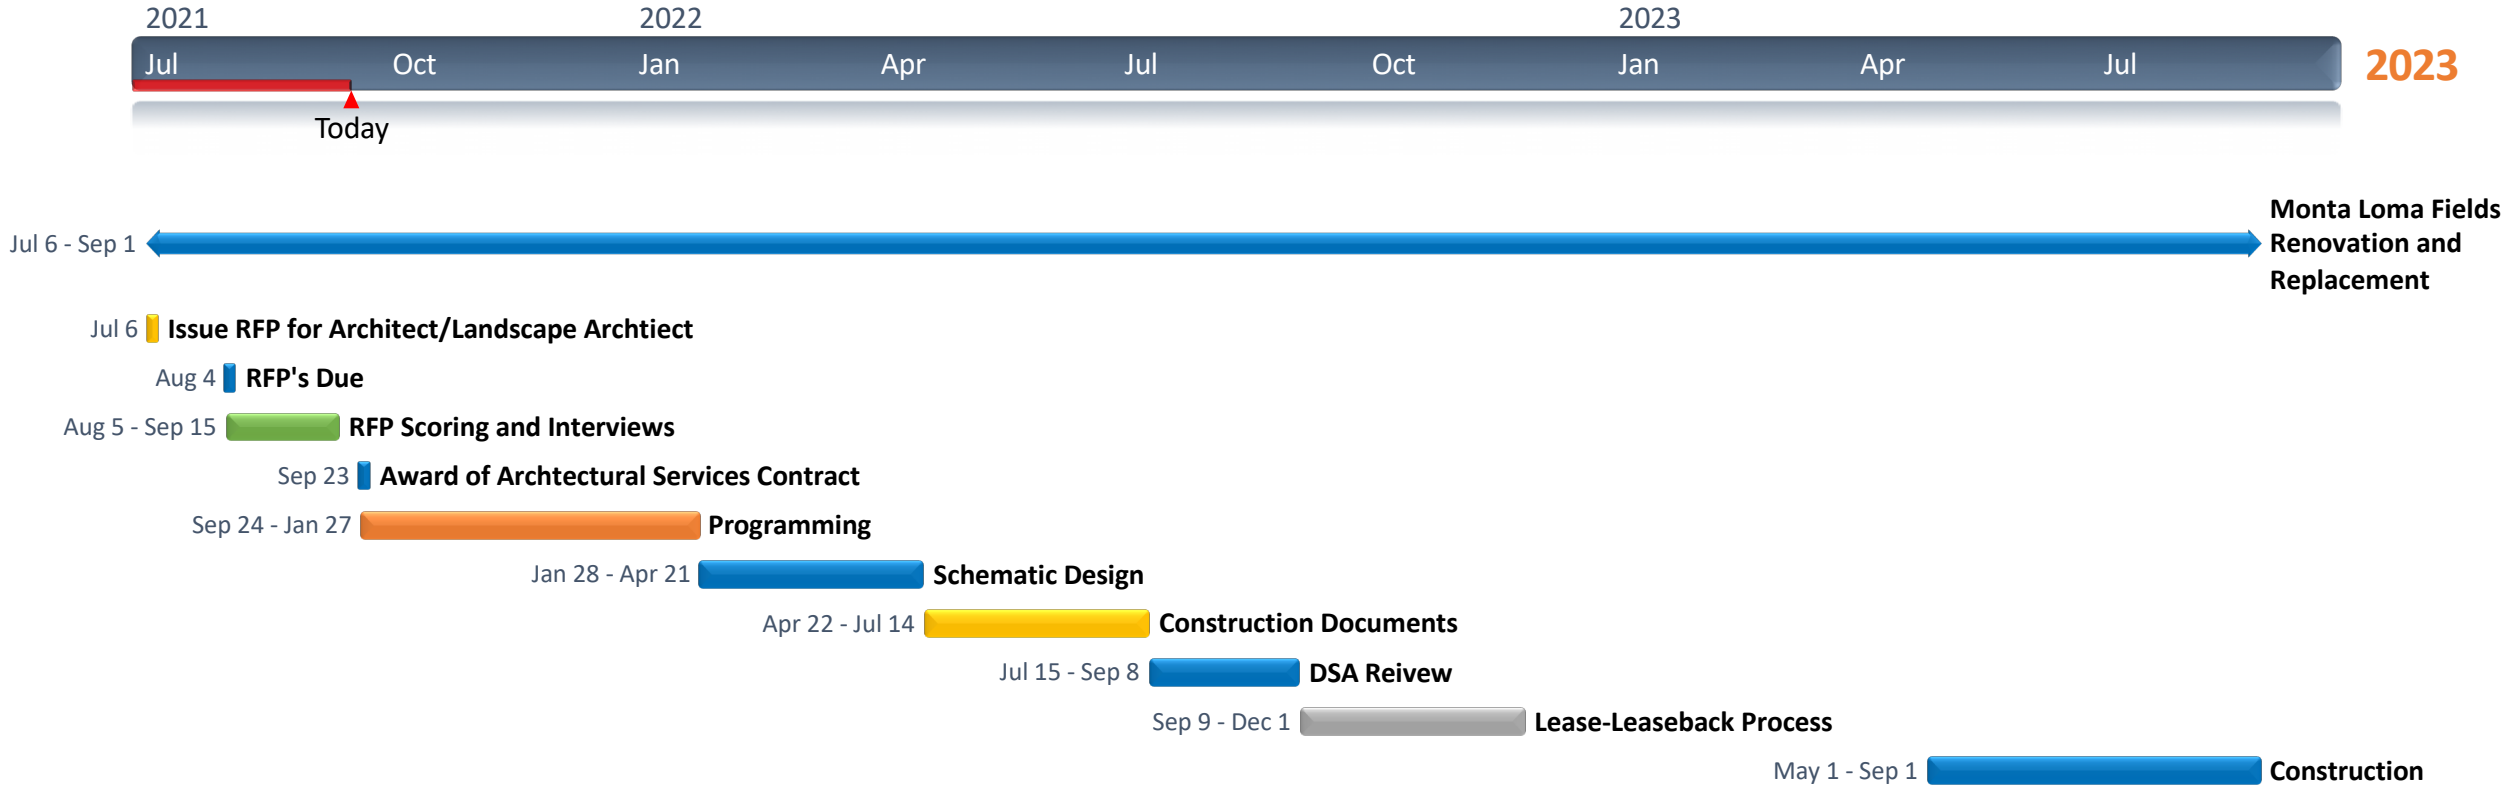 2021 2022 2023
Jul Oct Jan Apr Jul Oct Jan Apr Jul 2023
Today
Jul 6 - Sep 1
Monta Loma Fields
Renovation and
Replacement
Jul 6 Issue RFP for Architect/Landscape Archtiect
Aug 4 RFP's Due
Aug 5 - Sep 15 RFP Scoring and Interviews
Sep 23 Award of Archtectural Services Contract
Sep 24 - Jan 27 Programming
Jan 28 - Apr 21 Schematic Design
Apr 22 - Jul 14 Construction Documents
Jul 15 - Sep 8 DSA Reivew
Sep 9 - Dec 1 Lease-Leaseback Process
May 1 - Sep 1 Construction